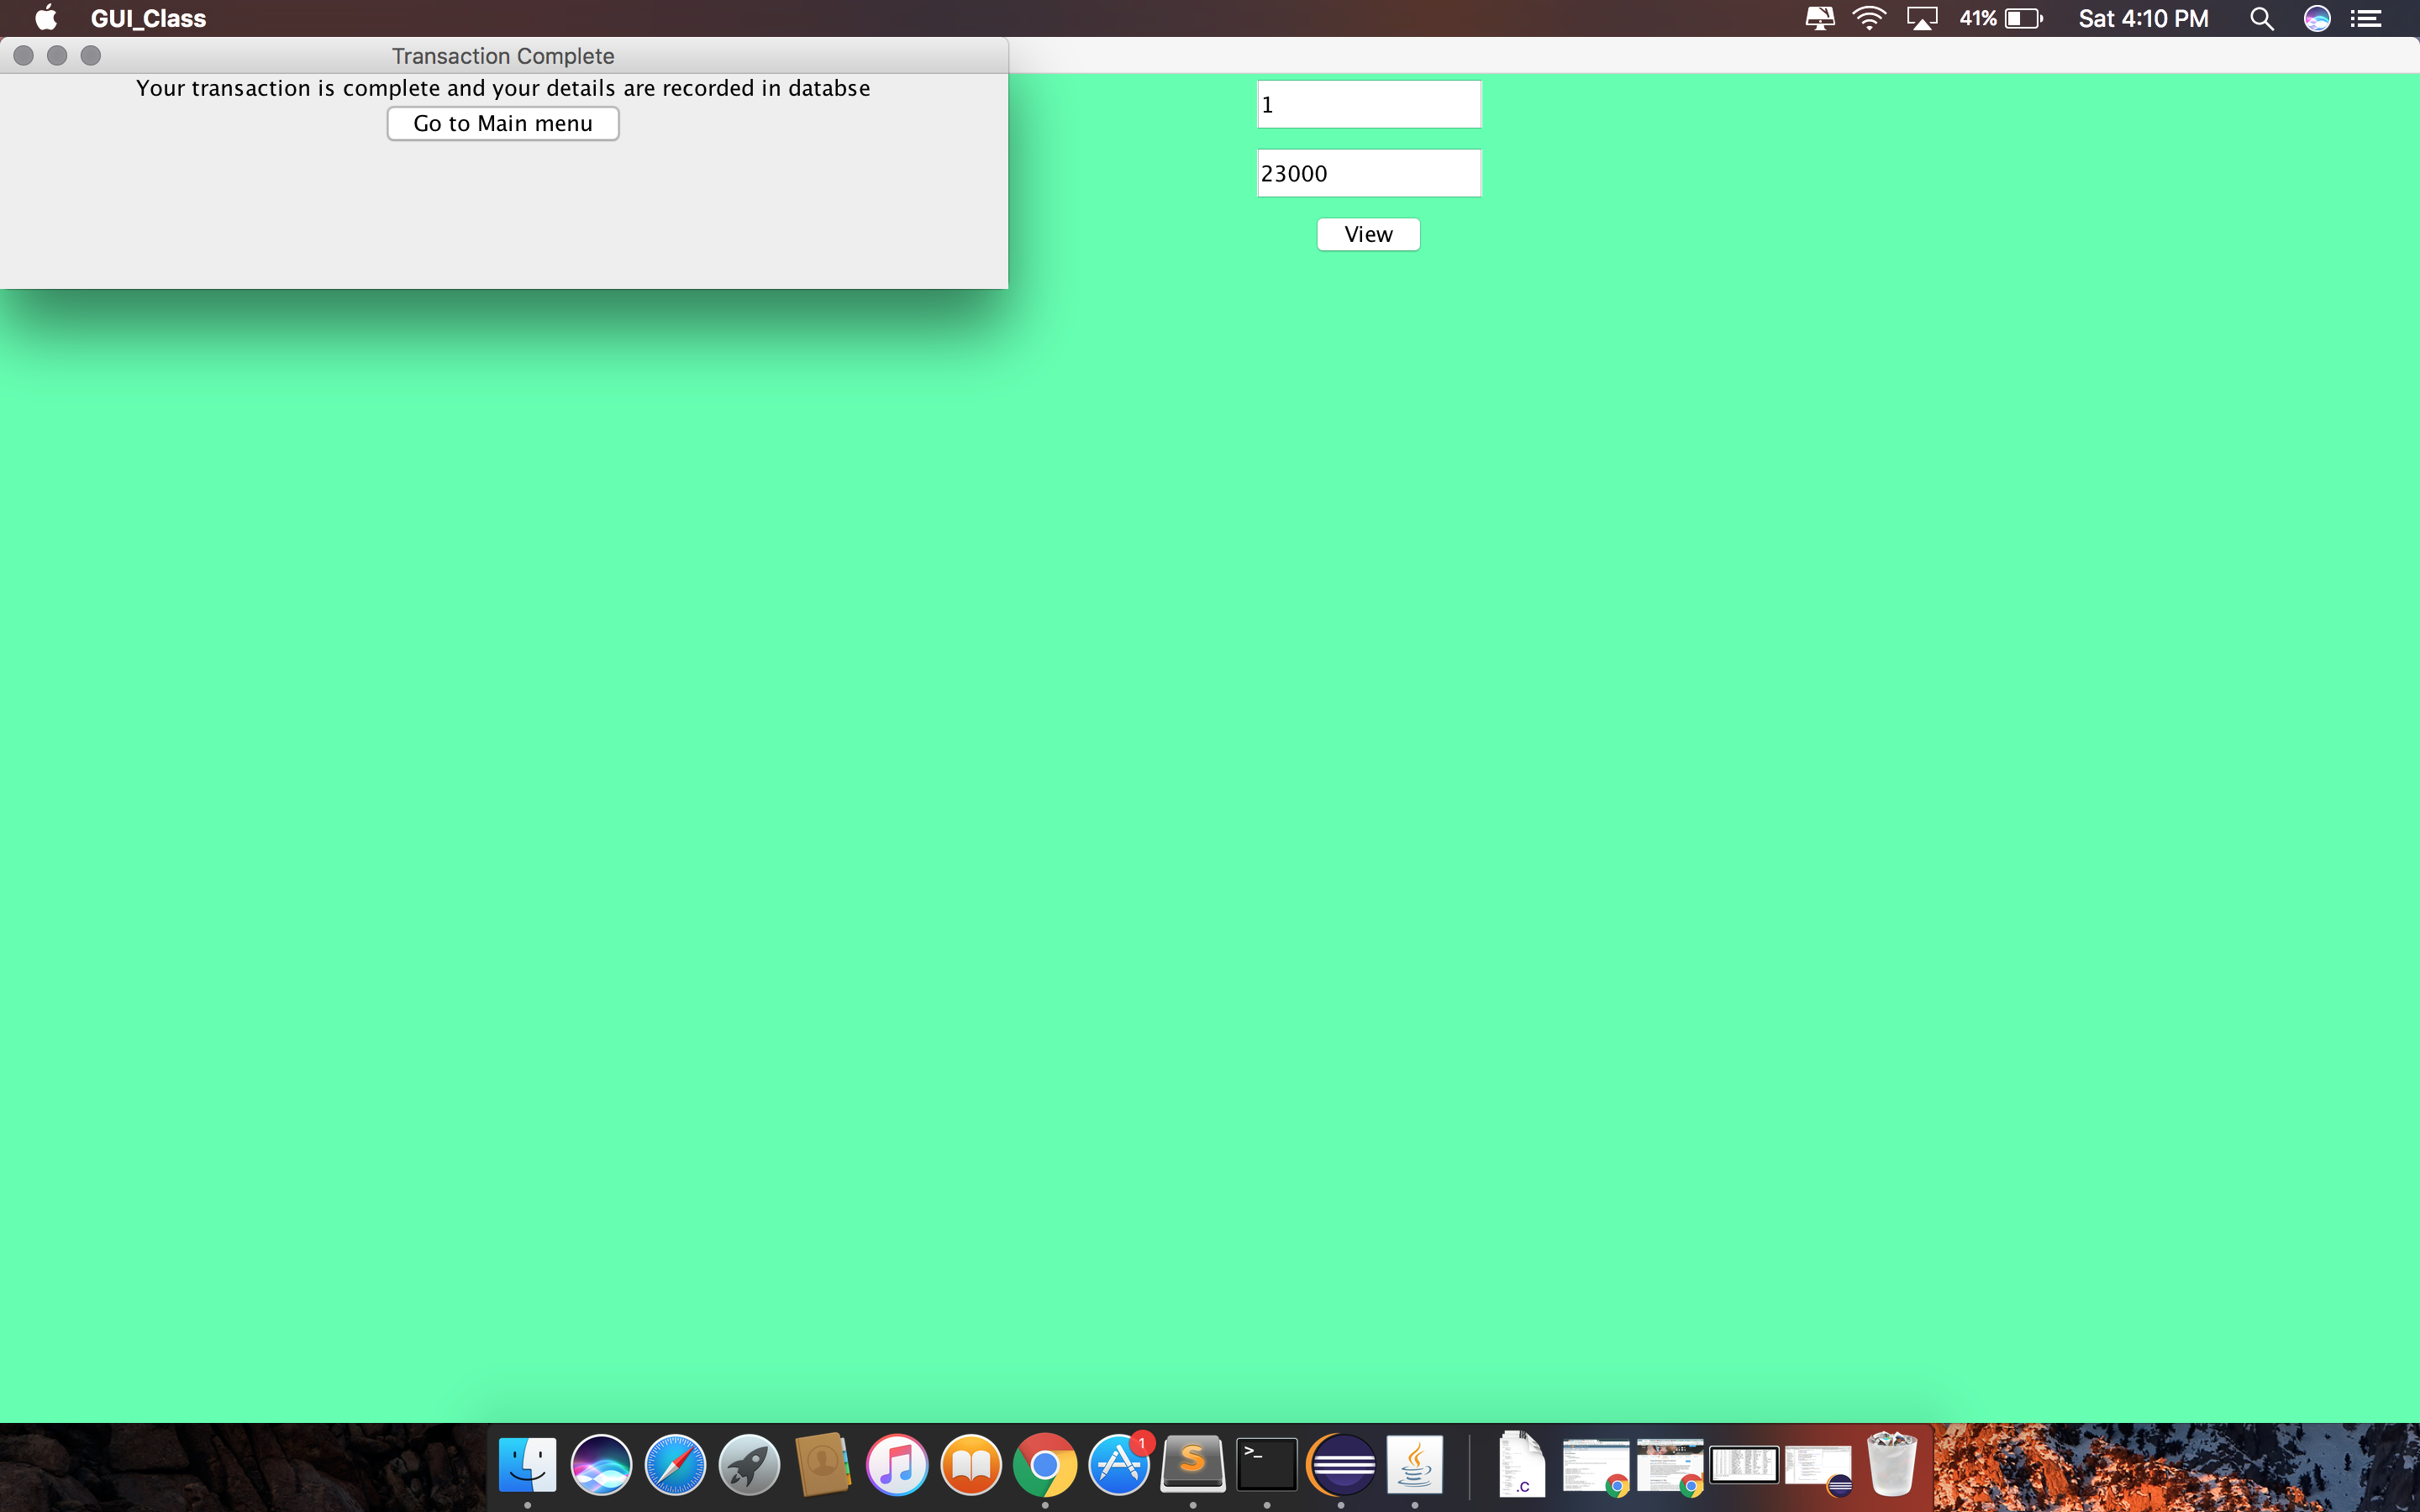 GUI_Class
41%
Sat 4:10 PM
Transaction Complete
Your transaction is complete and your details are recorded in databse
Go to Main menu
1
23000
View
1
S
>_
.C